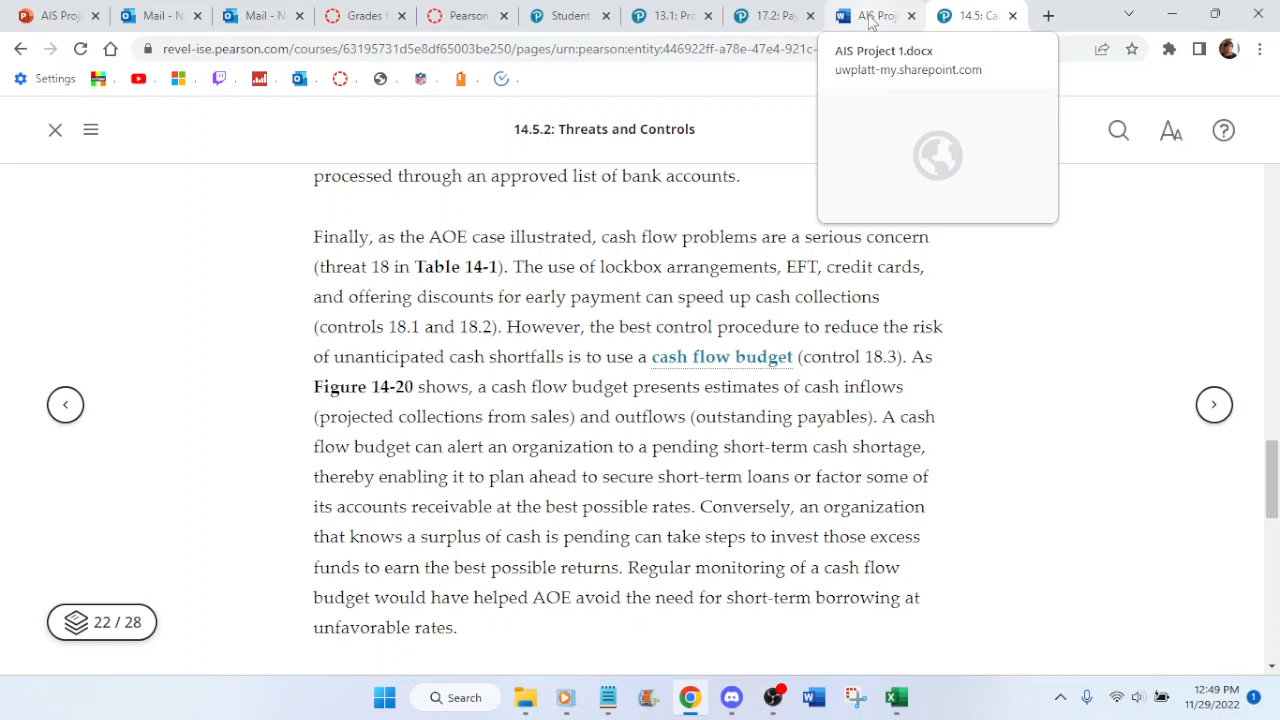 AIS Proj
Mail - N
Mail - N
Grades f
Pearson
Student
13.1: Pro
17.2: Pay
AIS Proj
14.5: Ca
revel-ise.pearson.com/courses/63195731d5e8df65003be250/pages/urn:pearson:entity:446922ff-a78e-47e4-921c-
AIS Project 1.docx
uwplatt-my.sharepoint.com
Settings
14.5.2: Threats and Controls
processed through an approved list of bank accounts.
Finally, as the AOE case illustrated, cash flow problems are a serious concern
(threat 18 in Table 14-1). The use of lockbox arrangements, EFT, credit cards,
and offering discounts for early payment can speed up cash collections
(controls 18.1 and 18.2). However, the best control procedure to reduce the risk
of unanticipated cash shortfalls is to use a cash flow budget (control 18.3). As
Figure 14-20 shows, a cash flow budget presents estimates of cash inflows
(projected collections from sales) and outflows (outstanding payables). A cash
flow budget can alert an organization to a pending short-term cash shortage,
thereby enabling it to plan ahead to secure short-term loans or factor some of
its accounts receivable at the best possible rates. Conversely, an organization
that knows a surplus of cash is pending can take steps to invest those excess
funds to earn the best possible returns. Regular monitoring of a cash flow
budget would have helped AOE avoid the need for short-term borrowing at
unfavorable rates.
22 / 28
Search
12:49 PM
11/29/2022
1